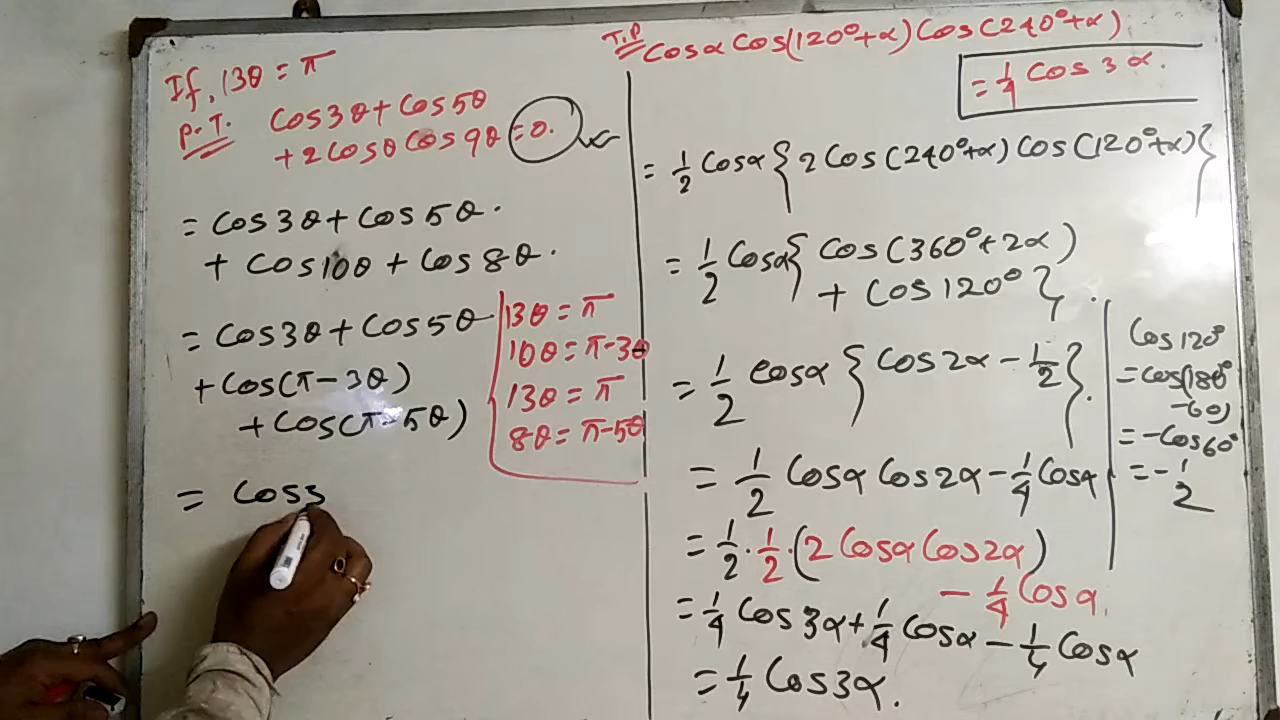 If, 13θ = π
P.T. cos3θ + cos5θ
+ 2cosθ cos9θ = 0.
= cos3θ + cos5θ.
+ cos10θ + cos8θ.
= cos3θ + cos5θ
+ cos(π - 3θ)
+ cos(π - 5θ)
= cos3
13θ = π
10θ = π - 3θ
13θ = π
8θ = π - 5θ
T.P cosα cos(120° + α) cos(240° + α)
= 1/4 cos3α.
= 1/2 cosα { 2cos(240° + α) cos(120° + α) }
= 1/2 cosα { cos(360° + 2α)
+ cos120° }.
= 1/2 cosα { cos2α - 1/2 }.
= 1/2 cosα cos2α - 1/4 cosα
= 1/2 · 1/2 · (2cosα cos2α)
- 1/4 cosα.
= 1/4 cos3α + 1/4 cosα - 1/4 cosα
= 1/4 cos3α.
cos120°
= cos(180°
- 60)
= - cos60°
= - 1/2